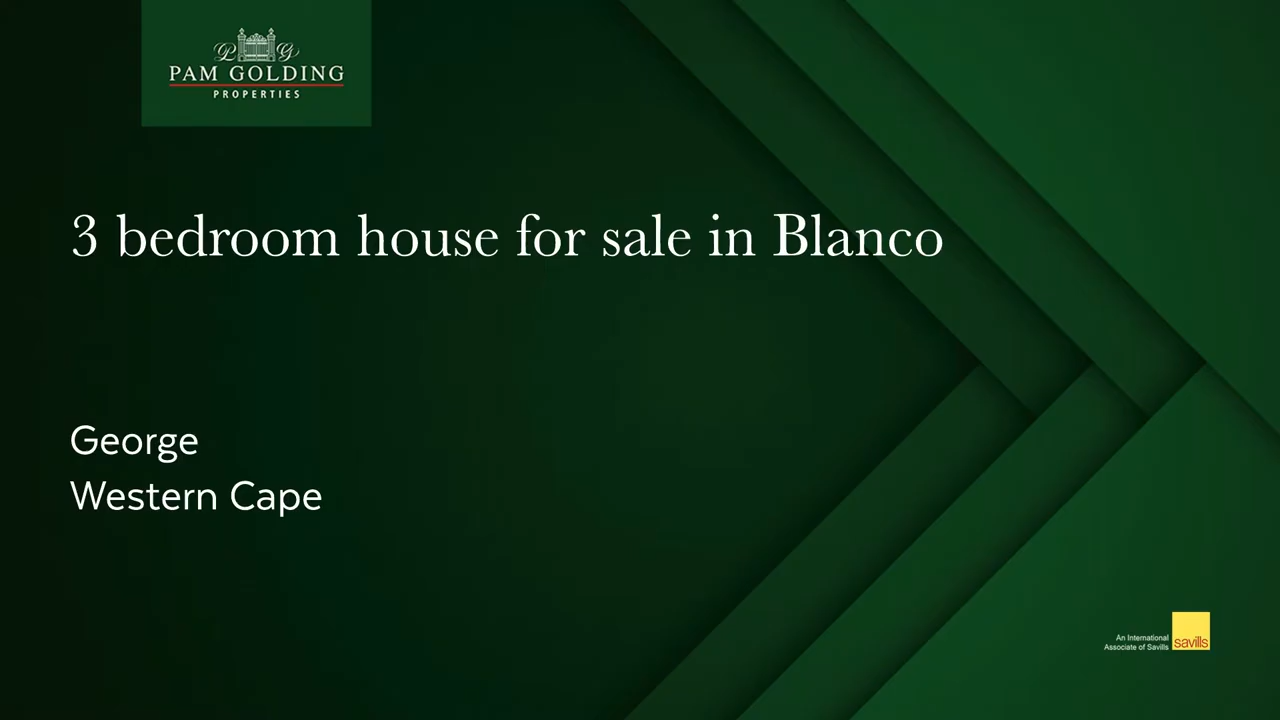 P G
PAM GOLDING
PROPERTIES
3 bedroom house for sale in Blanco
George
Western Cape
An International
Associate of Savills
savills